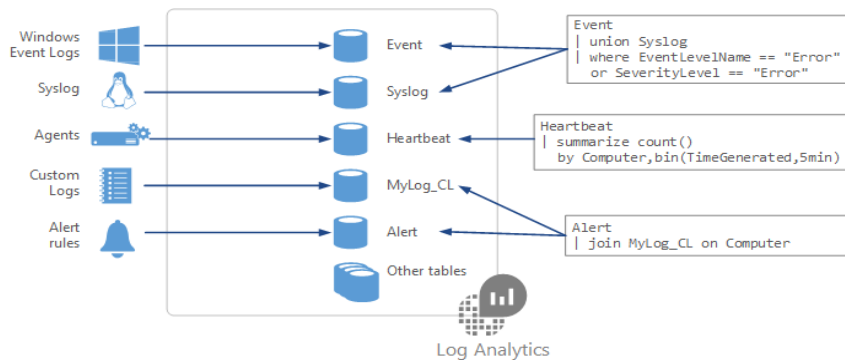 Windows
Event Logs
Event
Syslog
Syslog
Agents
Heartbeat
Custom
Logs
MyLog_CL
Alert
rules
Alert
Other tables
Log Analytics
Event
| union Syslog
| where EventLevelName == "Error"
or SeverityLevel == "Error"
Heartbeat
| summarize count()
by Computer,bin(TimeGenerated,5min)
Alert
| join MyLog_CL on Computer